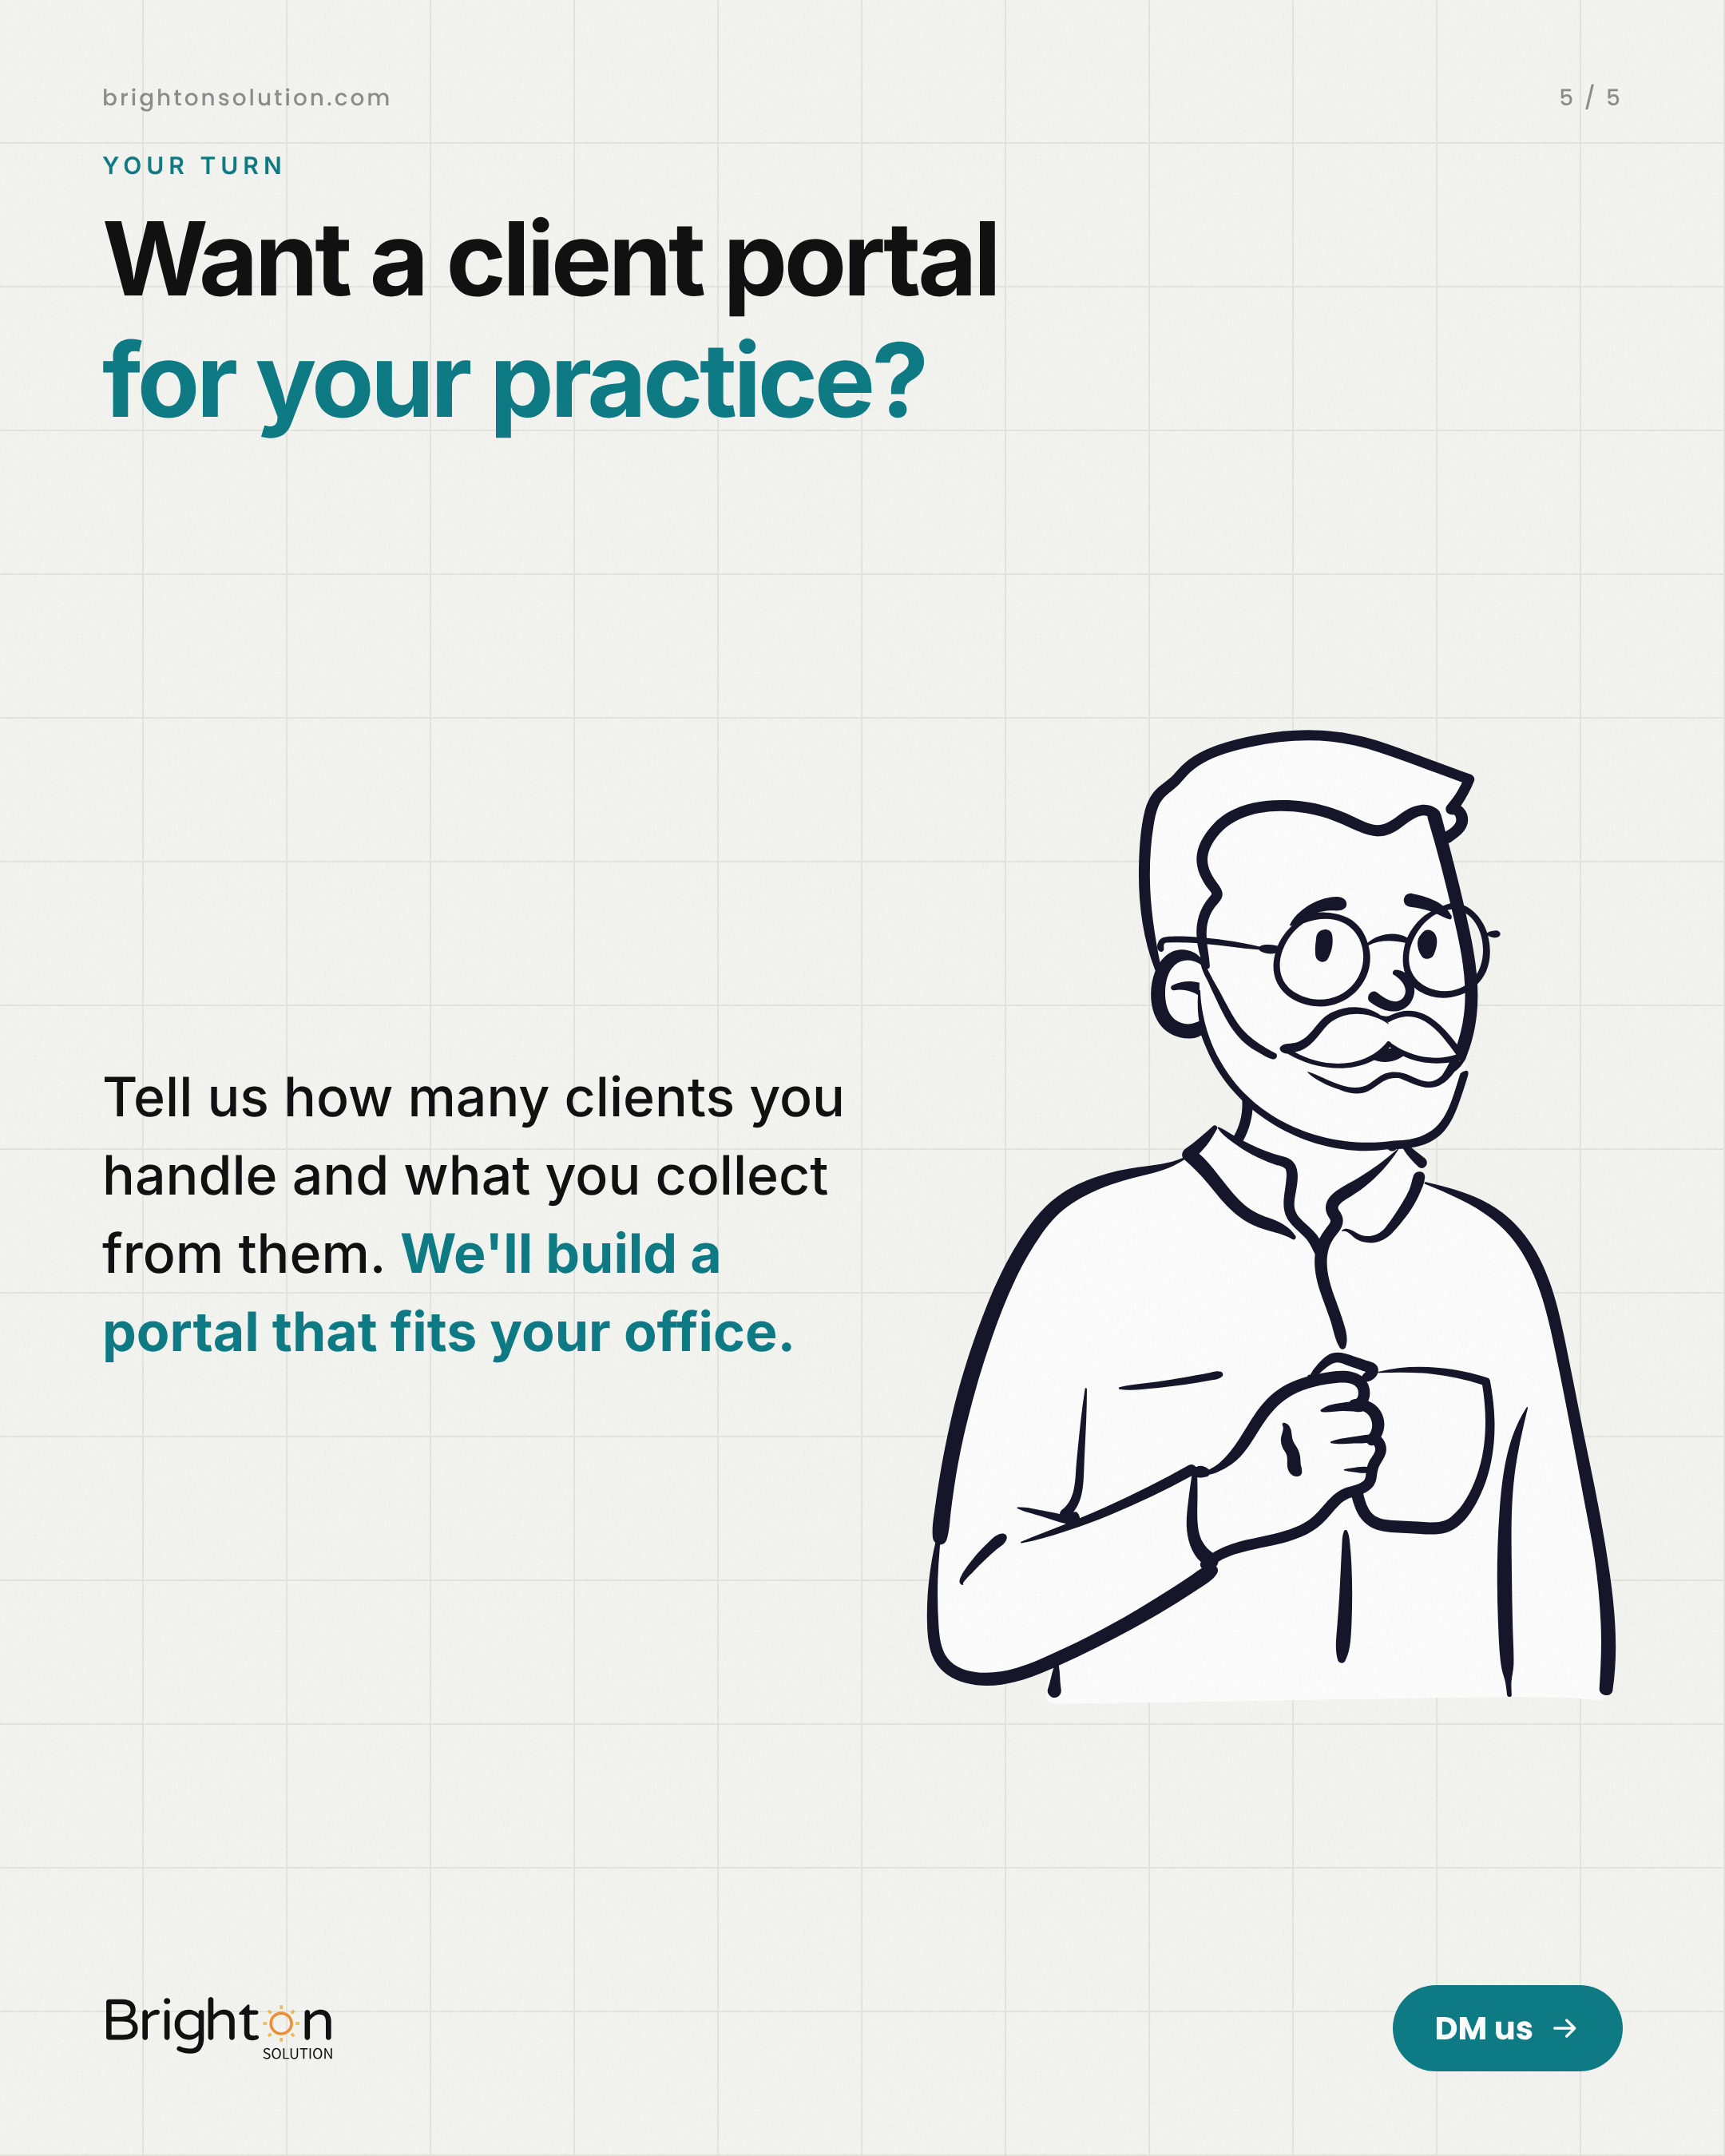 brightonsolution.com
5 / 5
YOUR TURN
Want a client portal
for your practice?
Tell us how many clients you
handle and what you collect
from them. We'll build a
portal that fits your office.
Brighton
SOLUTION
DM us →